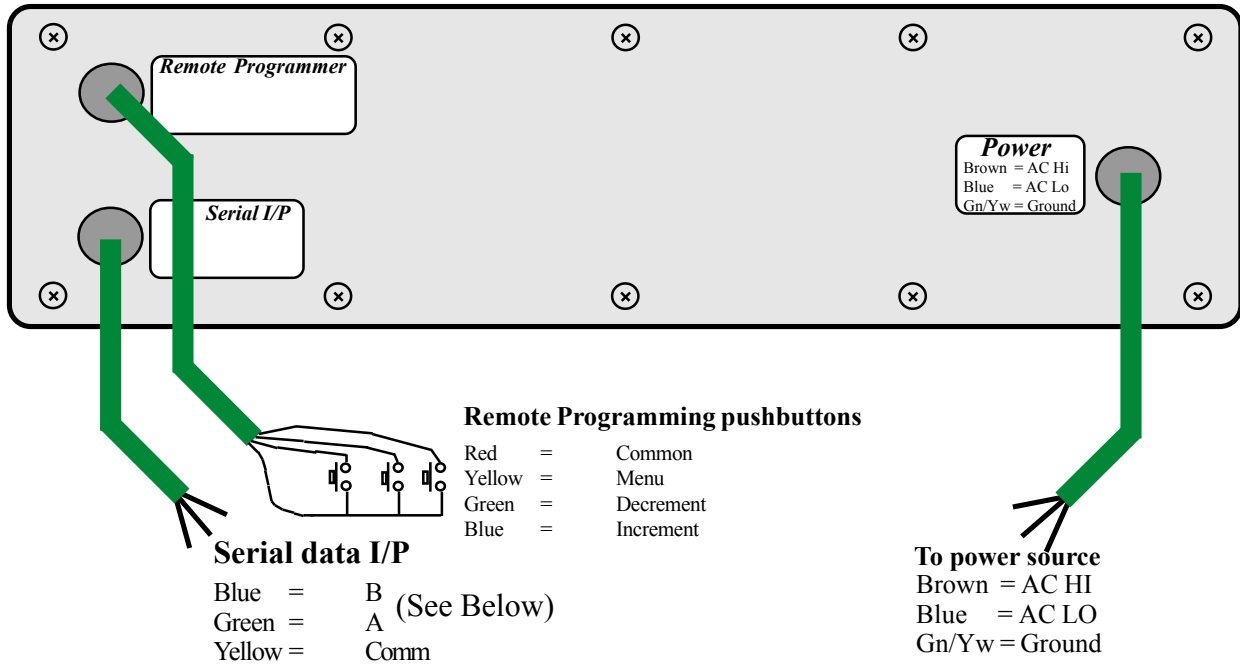 Remote Programmer
Serial I/P
Power
Brown = AC Hi
Blue = AC Lo
Gn/Yw = Ground
Remote Programming pushbuttons
Red = Common
Yellow = Menu
Green = Decrement
Blue = Increment
Serial data I/P
Blue = B
(See Below)
Green = A
Yellow = Comm
To power source
Brown = AC HI
Blue = AC LO
Gn/Yw = Ground